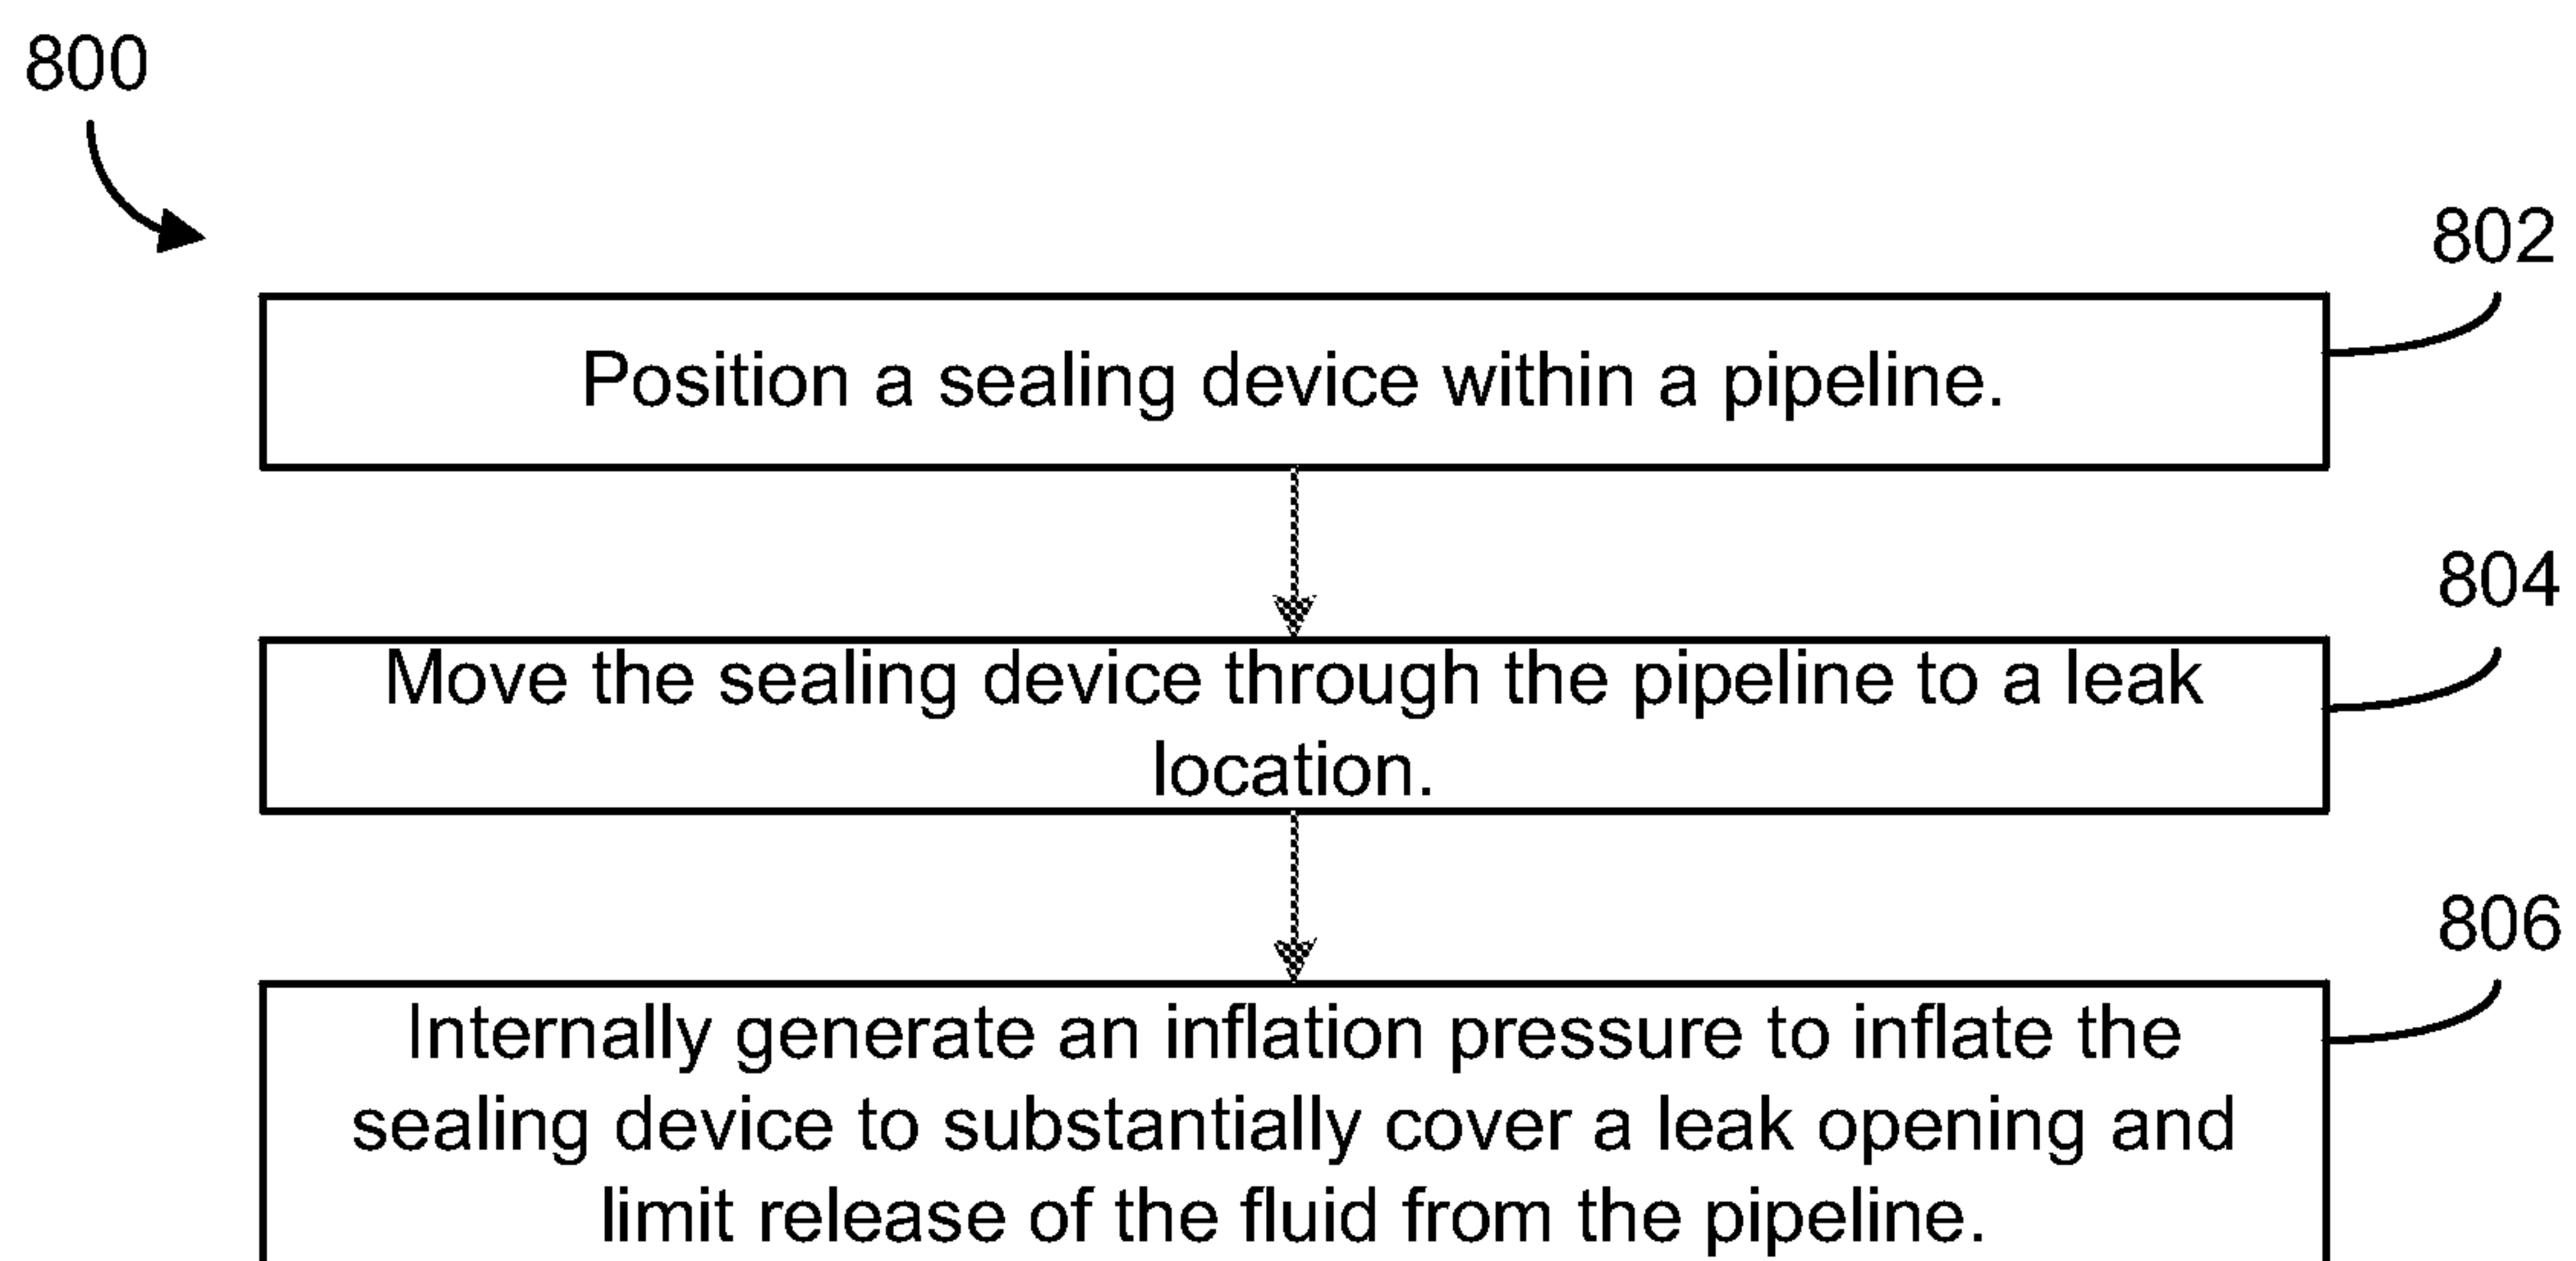 800
802
Position a sealing device within a pipeline.
804
Move the sealing device through the pipeline to a leak
location.
806
Internally generate an inflation pressure to inflate the
sealing device to substantially cover a leak opening and
limit release of the fluid from the pipeline.